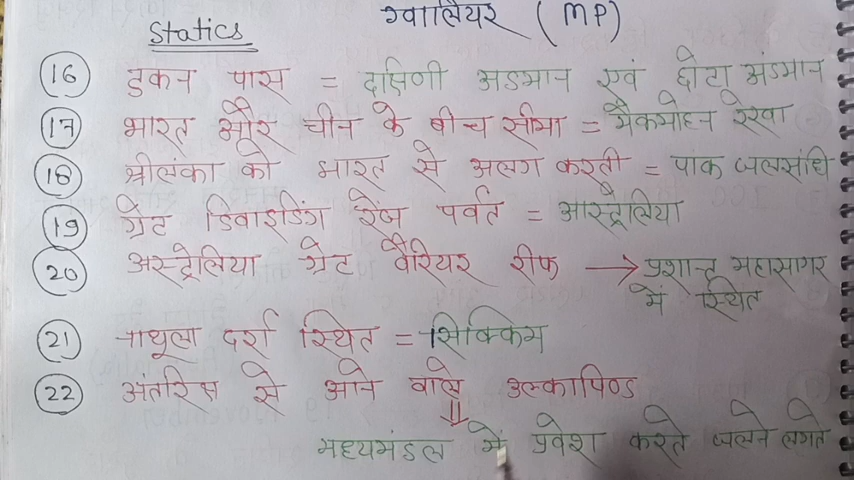 ग्वालियर (MP)
Statics
(16) डंकन पास = दक्षिणी अंडमान एवं छोटा अंडमान
(17) भारत और चीन के बीच सीमा = मैकमोहन रेखा
(18) श्रीलंका को भारत से अलग करती = पाक जलसंधि
(19) ग्रेट डिवाइडिंग रेंज पर्वत = आस्ट्रेलिया
(20) अस्ट्रेलिया ग्रेट बैरियर रीफ → प्रशान्त महासागर
में स्थित
(21) नाथूला दर्रा स्थित = सिक्किम
(22) अंतरिक्ष से आने वाले उल्कापिण्ड
⇓
मध्यमंडल में प्रवेश करते जलने लगते